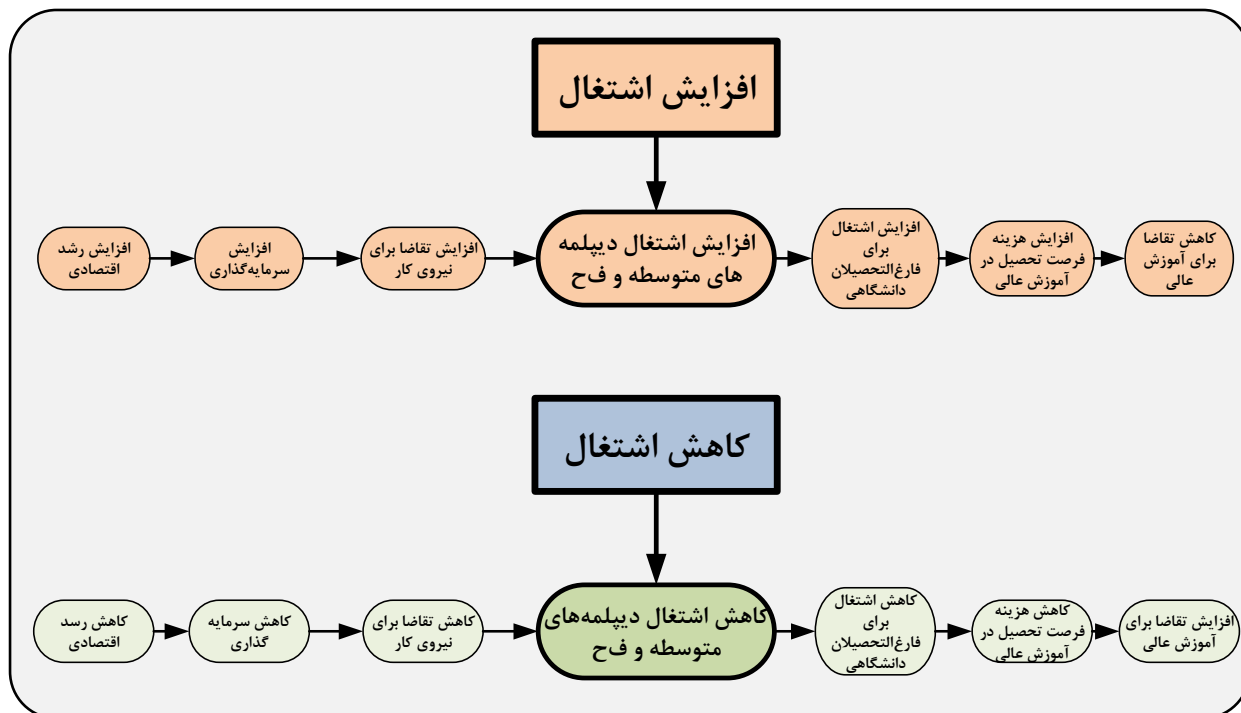 افزایش اشتغال
افزایش رشد
اقتصادی
افزایش
سرمایه‌گذاری
افزایش تقاضا برای
نیروی کار
افزایش اشتغال دیپلمه
های متوسطه و ف‌ح
افزایش اشتغال
برای
فارغ‌التحصیلان
دانشگاهی
افزایش هزینه
فرصت تحصیل در
آموزش عالی
کاهش تقاضا
برای آموزش
عالی
کاهش اشتغال
کاهش رسد
اقتصادی
کاهش سرمایه
گذاری
کاهش تقاضا برای
نیروی کار
کاهش اشتغال دیپلمه‌های
متوسطه و ف‌ح
کاهش اشتغال
برای
فارغ‌التحصیلان
دانشگاهی
کاهش هزینه
فرصت تحصیل در
آموزش عالی
افزایش تقاضا برای
آموزش عالی